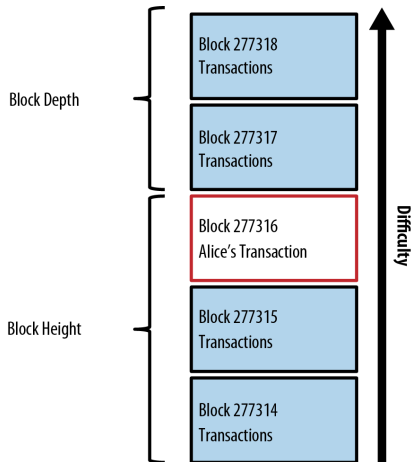 Block 277318
Transactions
Block Depth
Block 277317
Transactions
Block 277316
Alice's Transaction
Difficulty
Block Height
Block 277315
Transactions
Block 277314
Transactions